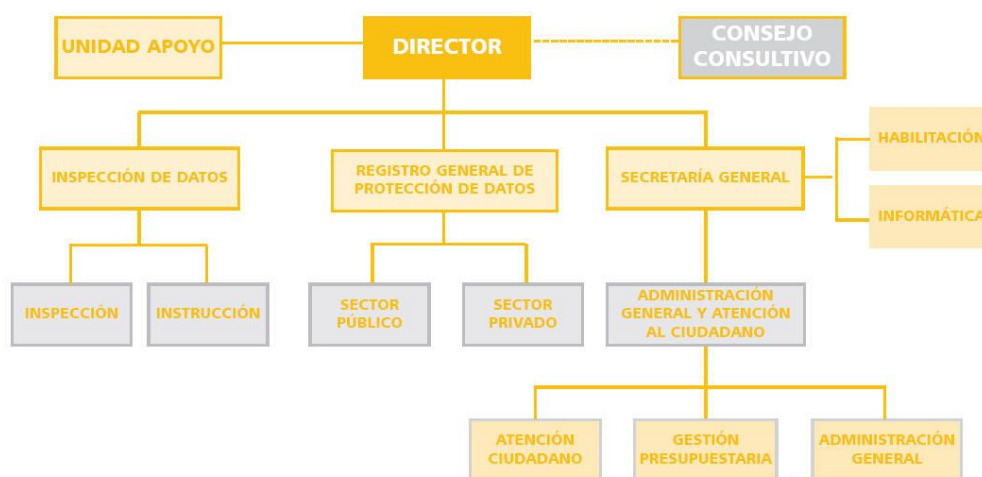 UNIDAD APOYO
DIRECTOR
CONSEJO
CONSULTIVO
HABILITACIÓN
INSPECCIÓN DE DATOS
REGISTRO GENERAL DE
PROTECCIÓN DE DATOS
SECRETARÍA GENERAL
INFORMÁTICA
INSPECCIÓN
INSTRUCCIÓN
SECTOR
PÚBLICO
SECTOR
PRIVADO
ADMINISTRACIÓN
GENERAL Y ATENCIÓN
AL CIUDADANO
ATENCIÓN
CIUDADANO
GESTIÓN
PRESUPUESTARIA
ADMINISTRACIÓN
GENERAL